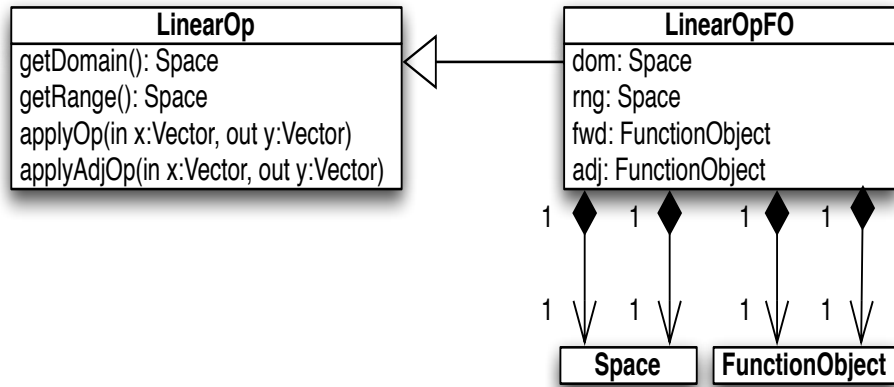 LinearOp
getDomain(): Space
getRange(): Space
applyOp(in x:Vector, out y:Vector)
applyAdjOp(in x:Vector, out y:Vector)
LinearOpFO
dom: Space
rng: Space
fwd: FunctionObject
adj: FunctionObject
1 1 1 1
1 1 1 1
Space
FunctionObject